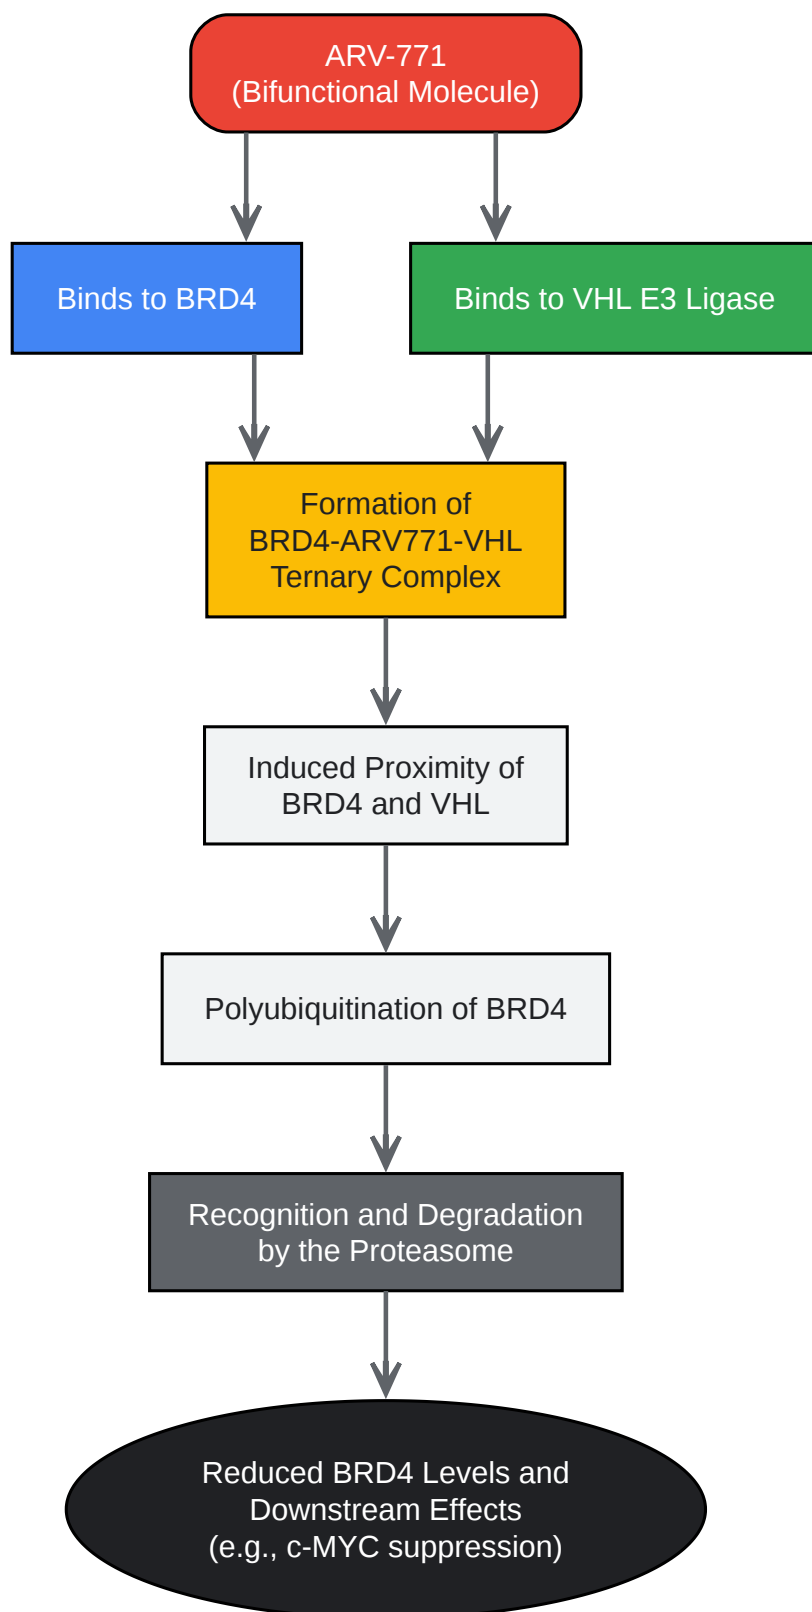 ARV-771
(Bifunctional Molecule)
Binds to BRD4
Binds to VHL E3 Ligase
Formation of
BRD4-ARV771-VHL
Ternary Complex
Induced Proximity of
BRD4 and VHL
Polyubiquitination of BRD4
Recognition and Degradation
by the Proteasome
Reduced BRD4 Levels and
Downstream Effects
(e.g., c-MYC suppression)